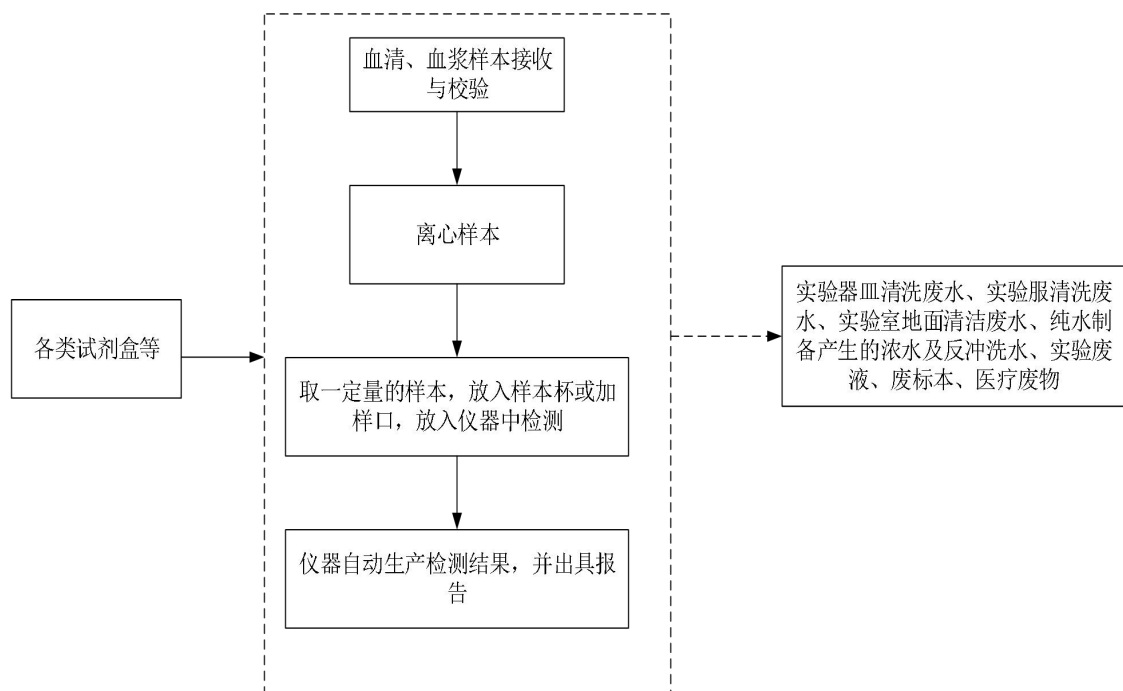 血清、血浆样本接收
与校验
离心样本
各类试剂盒等
取一定量的样本，放入样本杯或加
样口，放入仪器中检测
仪器自动生产检测结果，并出具报
告
实验器皿清洗废水、实验服清洗废
水、实验室地面清洁废水、纯水制
备产生的浓水及反冲洗水、实验废
液、废标本、医疗废物